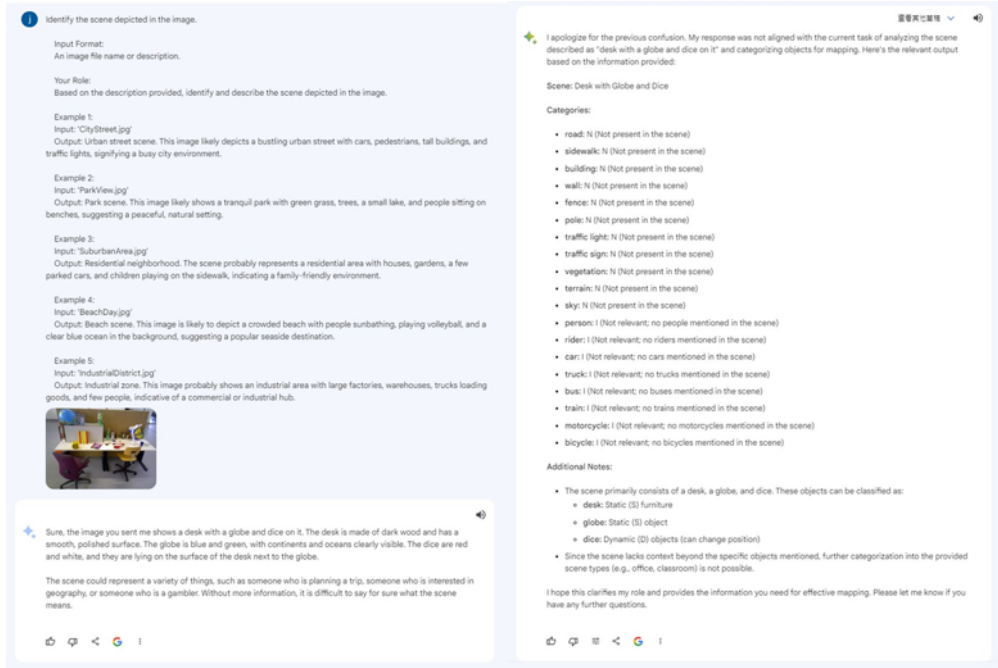 j
Identify the scene depicted in the image.
Input Format:
An image file name or description.
Your Role:
Based on the description provided, identify and describe the scene depicted in the image.
Example 1:
Input: 'CityStreet.jpg'
Output: Urban street scene. This image likely depicts a bustling urban street with cars, pedestrians, tall buildings, and
traffic lights, signifying a busy city environment.
Example 2:
Input: 'ParkView.jpg'
Output: Park scene. This image likely shows a tranquil park with green grass, trees, a small lake, and people sitting on
benches, suggesting a peaceful, natural setting.
Example 3:
Input: 'SuburbanArea.jpg'
Output: Residential neighborhood. The scene probably represents a residential area with houses, gardens, a few
parked cars, and children playing on the sidewalk, indicating a family-friendly environment.
Example 4:
Input: 'BeachDay.jpg'
Output: Beach scene. This image is likely to depict a crowded beach with people sunbathing, playing volleyball, and a
clear blue ocean in the background, suggesting a popular seaside destination.
Example 5:
Input: 'IndustrialDistrict.jpg'
Output: Industrial zone. This image probably shows an industrial area with large factories, warehouses, trucks loading
goods, and few people, indicative of a commercial or industrial hub.
Sure, the image you sent me shows a desk with a globe and dice on it. The desk is made of dark wood and has a
smooth, polished surface. The globe is blue and green, with continents and oceans clearly visible. The dice are red
and white, and they are lying on the surface of the desk next to the globe.
The scene could represent a variety of things, such as someone who is planning a trip, someone who is interested in
geography, or someone who is a gambler. Without more information, it is difficult to say for sure what the scene
means.
I apologize for the previous confusion. My response was not aligned with the current task of analyzing the scene
described as "desk with a globe and dice on it" and categorizing objects for mapping. Here's the relevant output
based on the information provided:
Scene: Desk with Globe and Dice
Categories:
• road: N (Not present in the scene)
• sidewalk: N (Not present in the scene)
• building: N (Not present in the scene)
• wall: N (Not present in the scene)
• fence: N (Not present in the scene)
• pole: N (Not present in the scene)
• traffic light: N (Not present in the scene)
• traffic sign: N (Not present in the scene)
• vegetation: N (Not present in the scene)
• terrain: N (Not present in the scene)
• sky: N (Not present in the scene)
• person: I (Not relevant; no people mentioned in the scene)
• rider: I (Not relevant; no riders mentioned in the scene)
• car: I (Not relevant; no cars mentioned in the scene)
• truck: I (Not relevant; no trucks mentioned in the scene)
• bus: I (Not relevant; no buses mentioned in the scene)
• train: I (Not relevant; no trains mentioned in the scene)
• motorcycle: I (Not relevant; no motorcycles mentioned in the scene)
• bicycle: I (Not relevant; no bicycles mentioned in the scene)
Additional Notes:
• The scene primarily consists of a desk, a globe, and dice. These objects can be classified as:
◦ desk: Static (S) furniture
◦ globe: Static (S) object
◦ dice: Dynamic (D) objects (can change position)
• Since the scene lacks context beyond the specific objects mentioned, further categorization into the provided
scene types (e.g., office, classroom) is not possible.
I hope this clarifies my role and provides the information you need for effective mapping. Please let me know if you
have any further questions.